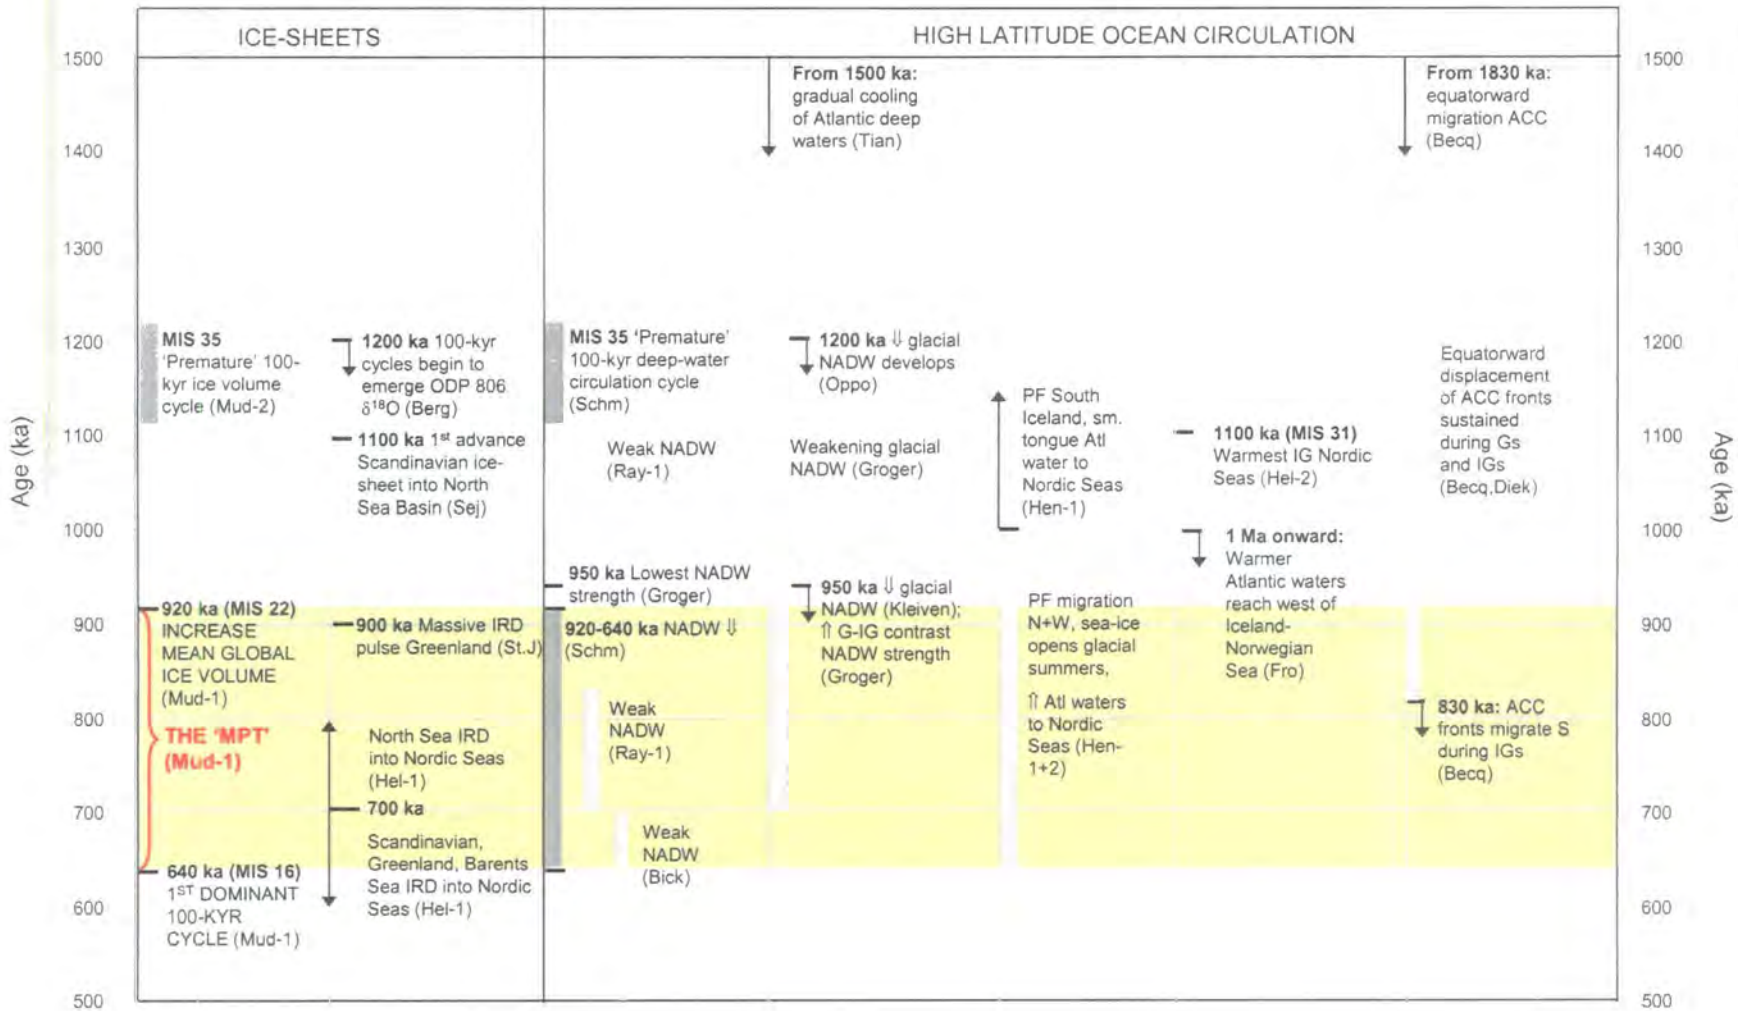 ICE-SHEETS
HIGH LATITUDE OCEAN CIRCULATION
Age (ka)
1500
1400
1300
1200
1100
1000
900
800
700
600
500
MIS 35
'Premature' 100-
kyr ice volume
cycle (Mud-2)
920 ka (MIS 22)
INCREASE
MEAN GLOBAL
ICE VOLUME
(Mud-1)
THE 'MPT'
(Mud-1)
640 ka (MIS 16)
1ST DOMINANT
100-KYR
CYCLE (Mud-1)
1200 ka 100-kyr
cycles begin to
emerge ODP 806
δ18O (Berg)
1100 ka 1st advance
Scandinavian ice-
sheet into North
Sea Basin (Sej)
900 ka Massive IRD
pulse Greenland (St.J)
North Sea IRD
into Nordic Seas
(Hel-1)
700 ka
Scandinavian,
Greenland, Barents
Sea IRD into Nordic
Seas (Hel-1)
MIS 35 'Premature'
100-kyr deep-water
circulation cycle
(Schm)
Weak NADW
(Ray-1)
950 ka Lowest NADW
strength (Groger)
920-640 ka NADW ⇓
(Schm)
Weak
NADW
(Ray-1)
Weak
NADW
(Bick)
From 1500 ka:
gradual cooling
of Atlantic deep
waters (Tian)
1200 ka ⇓ glacial
NADW develops
(Oppo)
Weakening glacial
NADW (Groger)
950 ka ⇓ glacial
NADW (Kleiven);
⇑ G-IG contrast
NADW strength
(Groger)
PF South
Iceland, sm.
tongue Atl
water to
Nordic Seas
(Hen-1)
PF migration
N+W, sea-ice
opens glacial
summers,
⇑ Atl waters
to Nordic
Seas (Hen-
1+2)
1100 ka (MIS 31)
Warmest IG Nordic
Seas (Hel-2)
1 Ma onward:
Warmer
Atlantic waters
reach west of
Iceland-
Norwegian
Sea (Fro)
From 1830 ka:
equatorward
migration ACC
(Becq)
Equatorward
displacement
of ACC fronts
sustained
during Gs
and IGs
(Becq,Diek)
830 ka: ACC
fronts migrate S
during IGs
(Becq)
1500
1400
1300
1200
1100
1000
900
800
700
600
500
Age (ka)